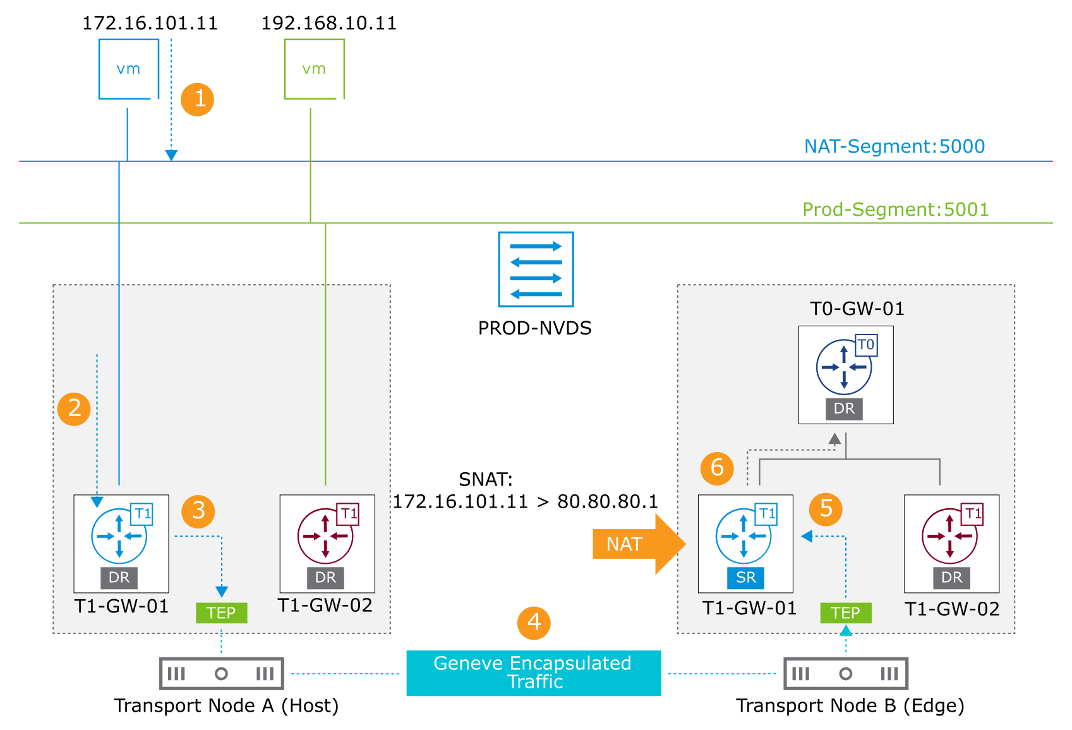 172.16.101.11
192.168.10.11
vm
vm
1
NAT-Segment:5000
Prod-Segment:5001
PROD-NVDS
T0-GW-01
T0
DR
2
6
SNAT:
172.16.101.11 > 80.80.80.1
3
5
T1
T1
T1
T1
NAT
DR
DR
SR
DR
T1-GW-01
T1-GW-02
T1-GW-01
T1-GW-02
TEP
TEP
4
Geneve Encapsulated
Traffic
Transport Node A (Host)
Transport Node B (Edge)